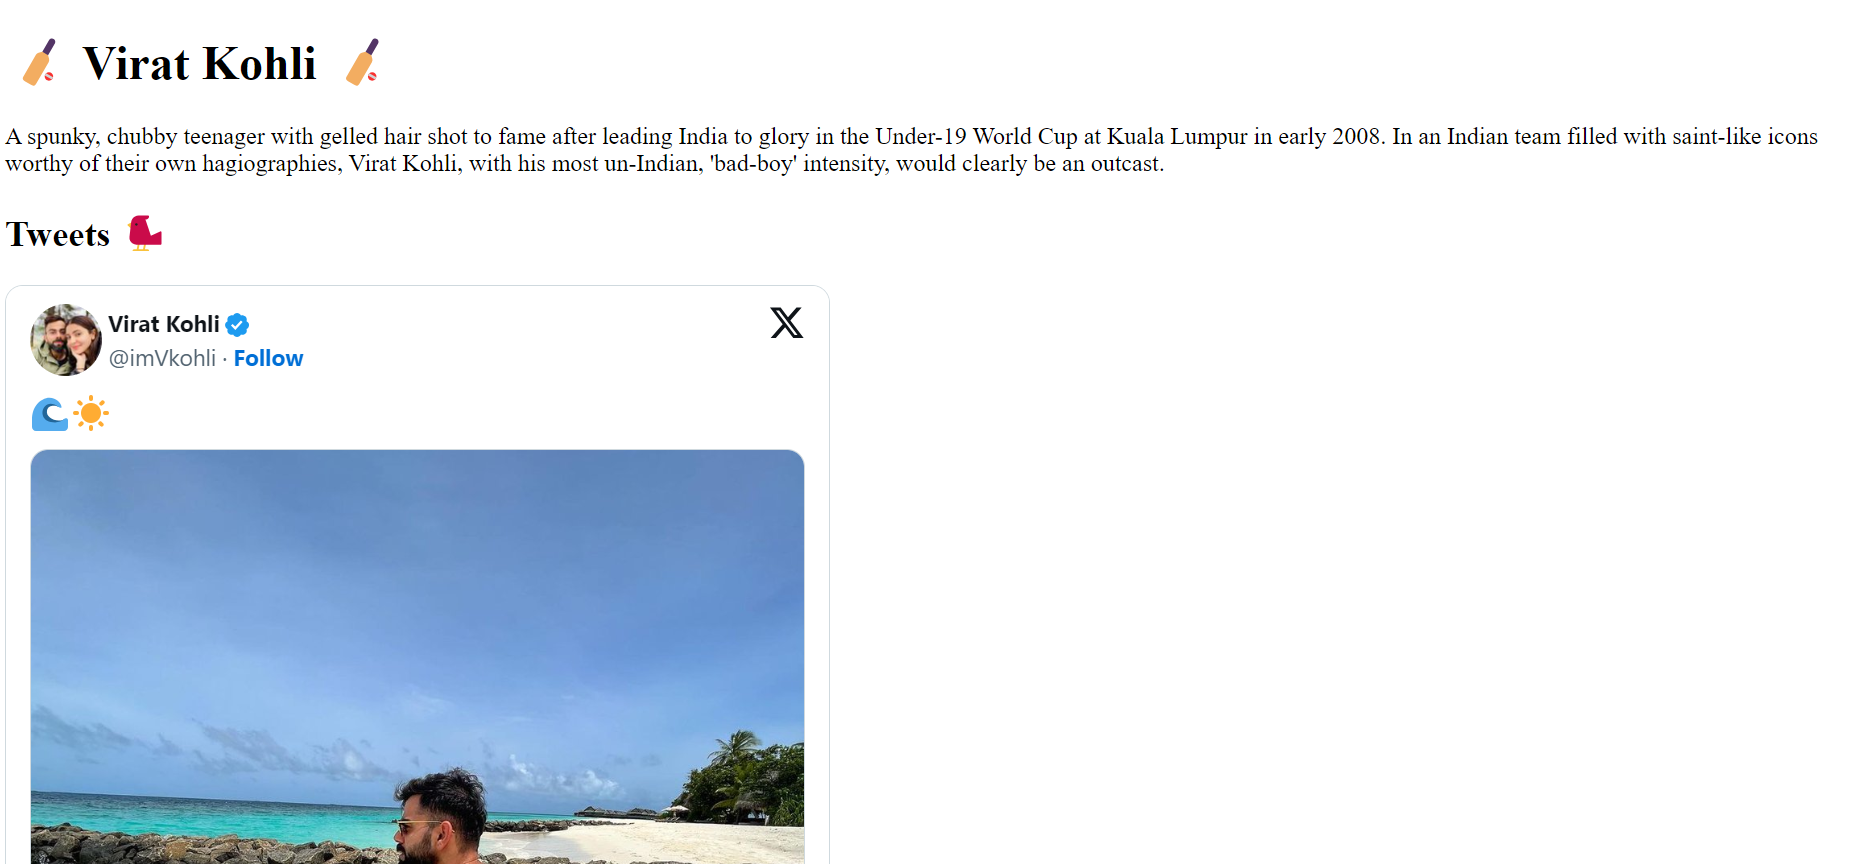 Virat Kohli
A spunky, chubby teenager with gelled hair shot to fame after leading India to glory in the Under-19 World Cup at Kuala Lumpur in early 2008. In an Indian team filled with saint-like icons
worthy of their own hagiographies, Virat Kohli, with his most un-Indian, 'bad-boy' intensity, would clearly be an outcast.
Tweets
Virat Kohli
@imVkohli · Follow